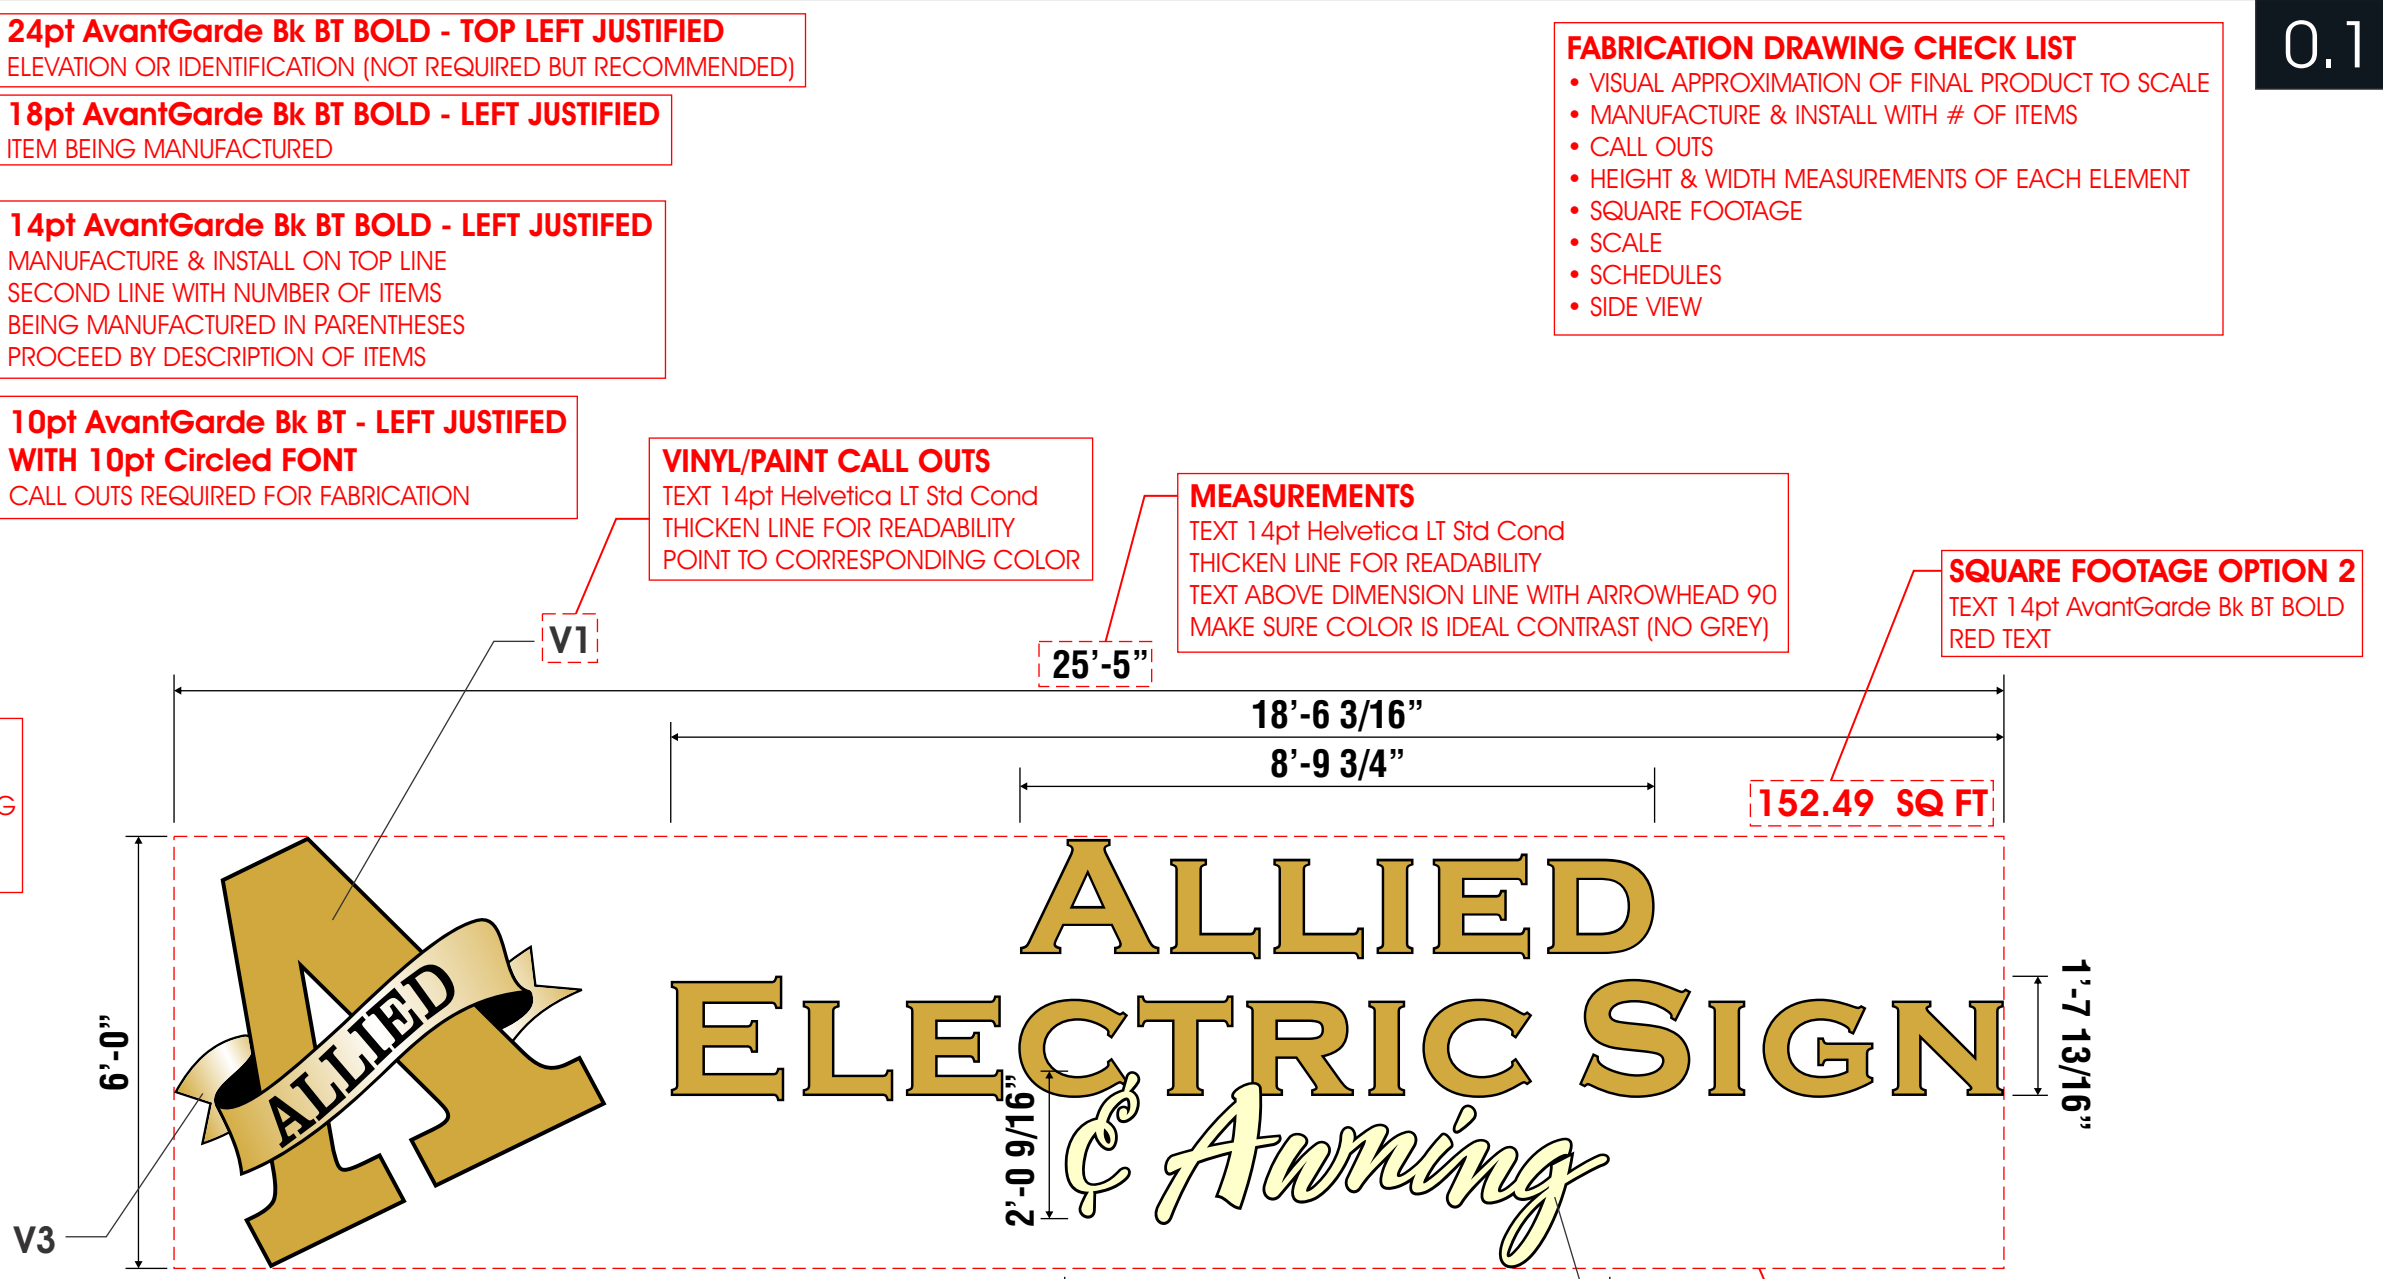 24pt AvantGarde Bk BT BOLD - TOP LEFT JUSTIFIED
ELEVATION OR IDENTIFICATION (NOT REQUIRED BUT RECOMMENDED)
18pt AvantGarde Bk BT BOLD - LEFT JUSTIFIED
ITEM BEING MANUFACTURED
14pt AvantGarde Bk BT BOLD - LEFT JUSTIFED
MANUFACTURE & INSTALL ON TOP LINE
SECOND LINE WITH NUMBER OF ITEMS
BEING MANUFACTURED IN PARENTHESES
PROCEED BY DESCRIPTION OF ITEMS
10pt AvantGarde Bk BT - LEFT JUSTIFED
WITH 10pt Circled FONT
CALL OUTS REQUIRED FOR FABRICATION
FABRICATION DRAWING CHECK LIST
• VISUAL APPROXIMATION OF FINAL PRODUCT TO SCALE
• MANUFACTURE & INSTALL WITH # OF ITEMS
• CALL OUTS
• HEIGHT & WIDTH MEASUREMENTS OF EACH ELEMENT
• SQUARE FOOTAGE
• SCALE
• SCHEDULES
• SIDE VIEW
0.1
VINYL/PAINT CALL OUTS
TEXT 14pt Helvetica LT Std Cond
THICKEN LINE FOR READABILITY
POINT TO CORRESPONDING COLOR
MEASUREMENTS
TEXT 14pt Helvetica LT Std Cond
THICKEN LINE FOR READABILITY
TEXT ABOVE DIMENSION LINE WITH ARROWHEAD 90
MAKE SURE COLOR IS IDEAL CONTRAST (NO GREY)
SQUARE FOOTAGE OPTION 2
TEXT 14pt AvantGarde Bk BT BOLD
RED TEXT
V1
25’-5”
18’-6 3/16”
8’-9 3/4”
152.49 SQ FT
G
6’-0”
A
ALLIED
ALLIED
ELECTRIC SIGN
& Awning
2’-0 9/16”
1’-7 13/16”
V3